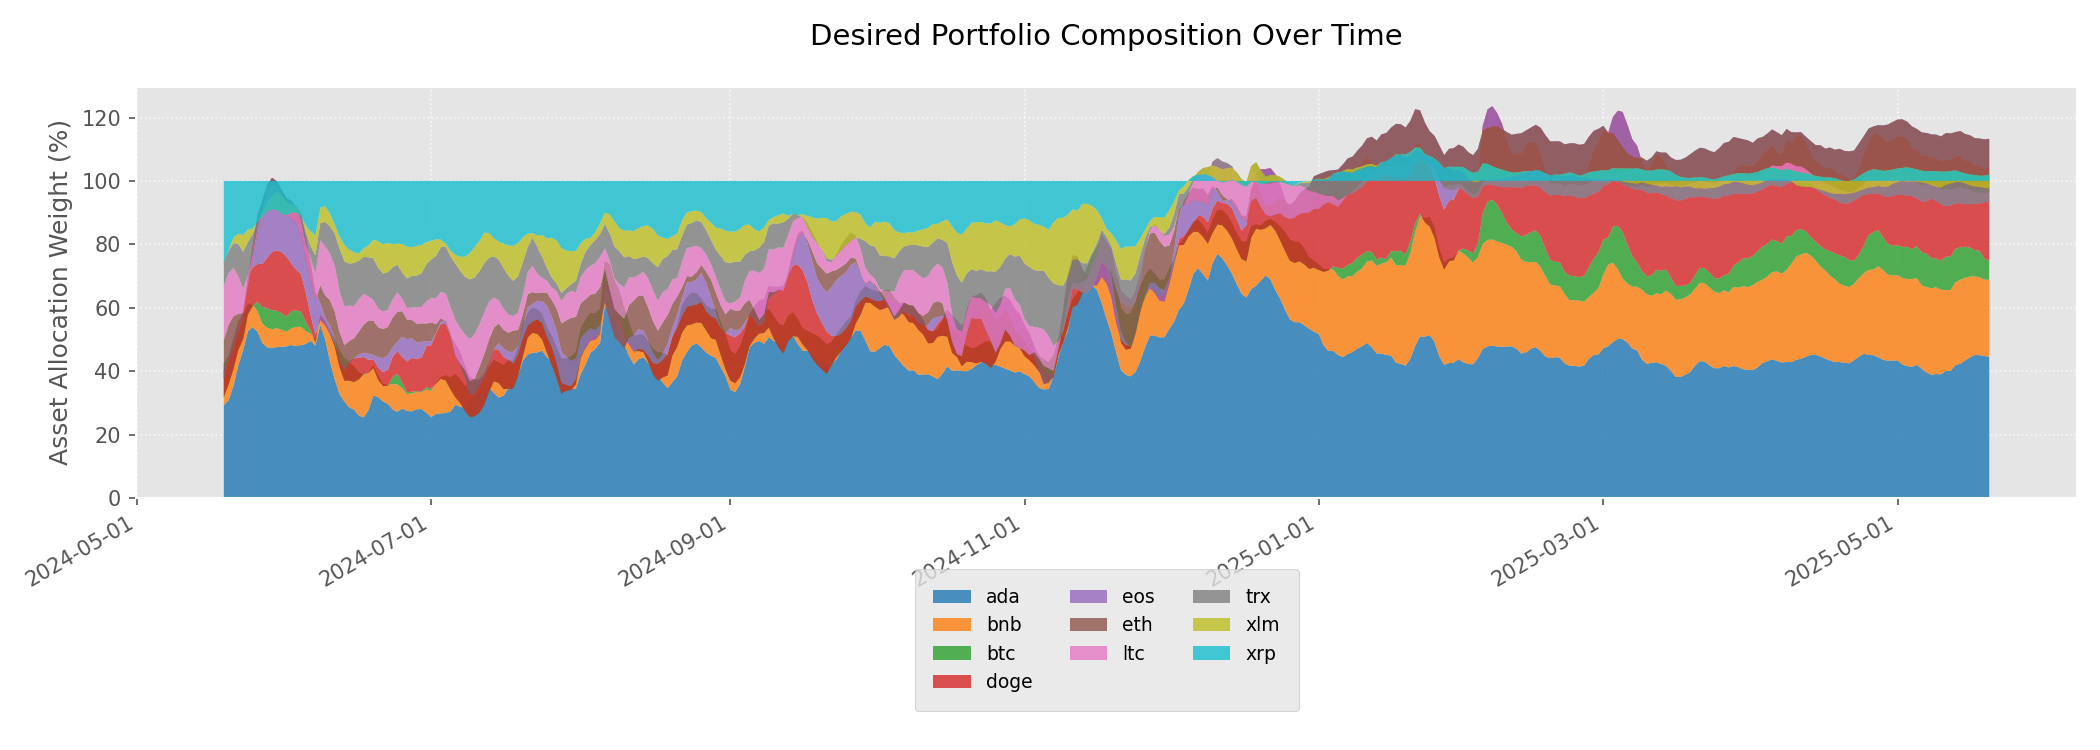 Desired Portfolio Composition Over Time
Asset Allocation Weight (%)
120
100
80
60
40
20
0
2024-05-01
2024-07-01
2024-09-01
2024-11-01
2025-01-01
2025-03-01
2025-05-01
ada
bnb
btc
doge
eos
eth
ltc
trx
xlm
xrp